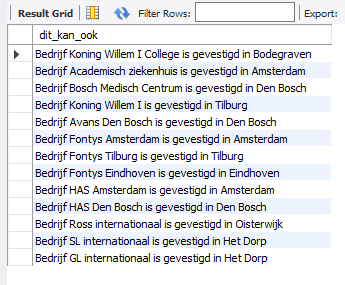 Result Grid Filter Rows: Export:
dit_kan_ook
Bedrijf Koning Willem I College is gevestigd in Bodegraven
Bedrijf Academisch ziekenhuis is gevestigd in Amsterdam
Bedrijf Bosch Medisch Centrum is gevestigd in Den Bosch
Bedrijf Koning Willem I is gevestigd in Tilburg
Bedrijf Avans Den Bosch is gevestigd in Den Bosch
Bedrijf Fontys Amsterdam is gevestigd in Amsterdam
Bedrijf Fontys Tilburg is gevestigd in Tilburg
Bedrijf Fontys Eindhoven is gevestigd in Eindhoven
Bedrijf HAS Amsterdam is gevestigd in Amsterdam
Bedrijf HAS Den Bosch is gevestigd in Den Bosch
Bedrijf Ross internationaal is gevestigd in Oisterwijk
Bedrijf SL internationaal is gevestigd in Het Dorp
Bedrijf GL internationaal is gevestigd in Het Dorp